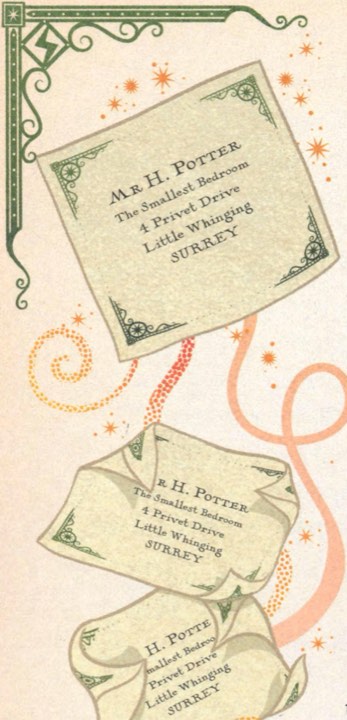 Mr H. Potter
The Smallest Bedroom
4 Privet Drive
Little Whinging
SURREY
R H. Potter
The Smallest Bedroom
4 Privet Drive
Little Whinging
SURREY
H. Potte
mallest Bedroo
Privet Drive
Little Whinging
SURREY